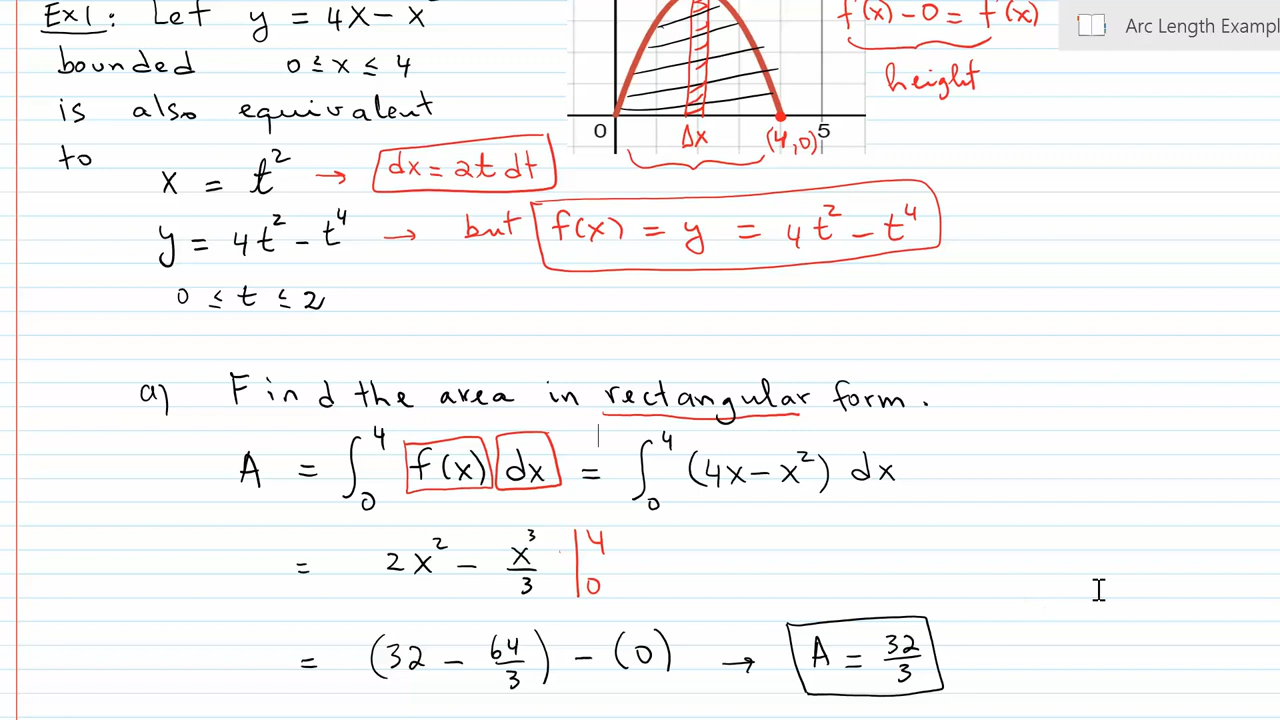 Ex1: Let y = 4x - x
f(x) - 0 = f(x)
Arc Length Exampl
bounded 0 ≤ x ≤ 4
height
is also equivalent
to
0 Δx (4,0) 5
x = t² → dx = 2t dt
y = 4t² - t⁴ → but f(x) = y = 4t² - t⁴
0 ≤ t ≤ 2
a) Find the area in rectangular form.
A = ∫₀⁴ f(x) dx = ∫₀⁴ (4x - x²) dx
= 2x² - x³/3 |₀⁴
= (32 - 64/3) - (0) → A = 32/3